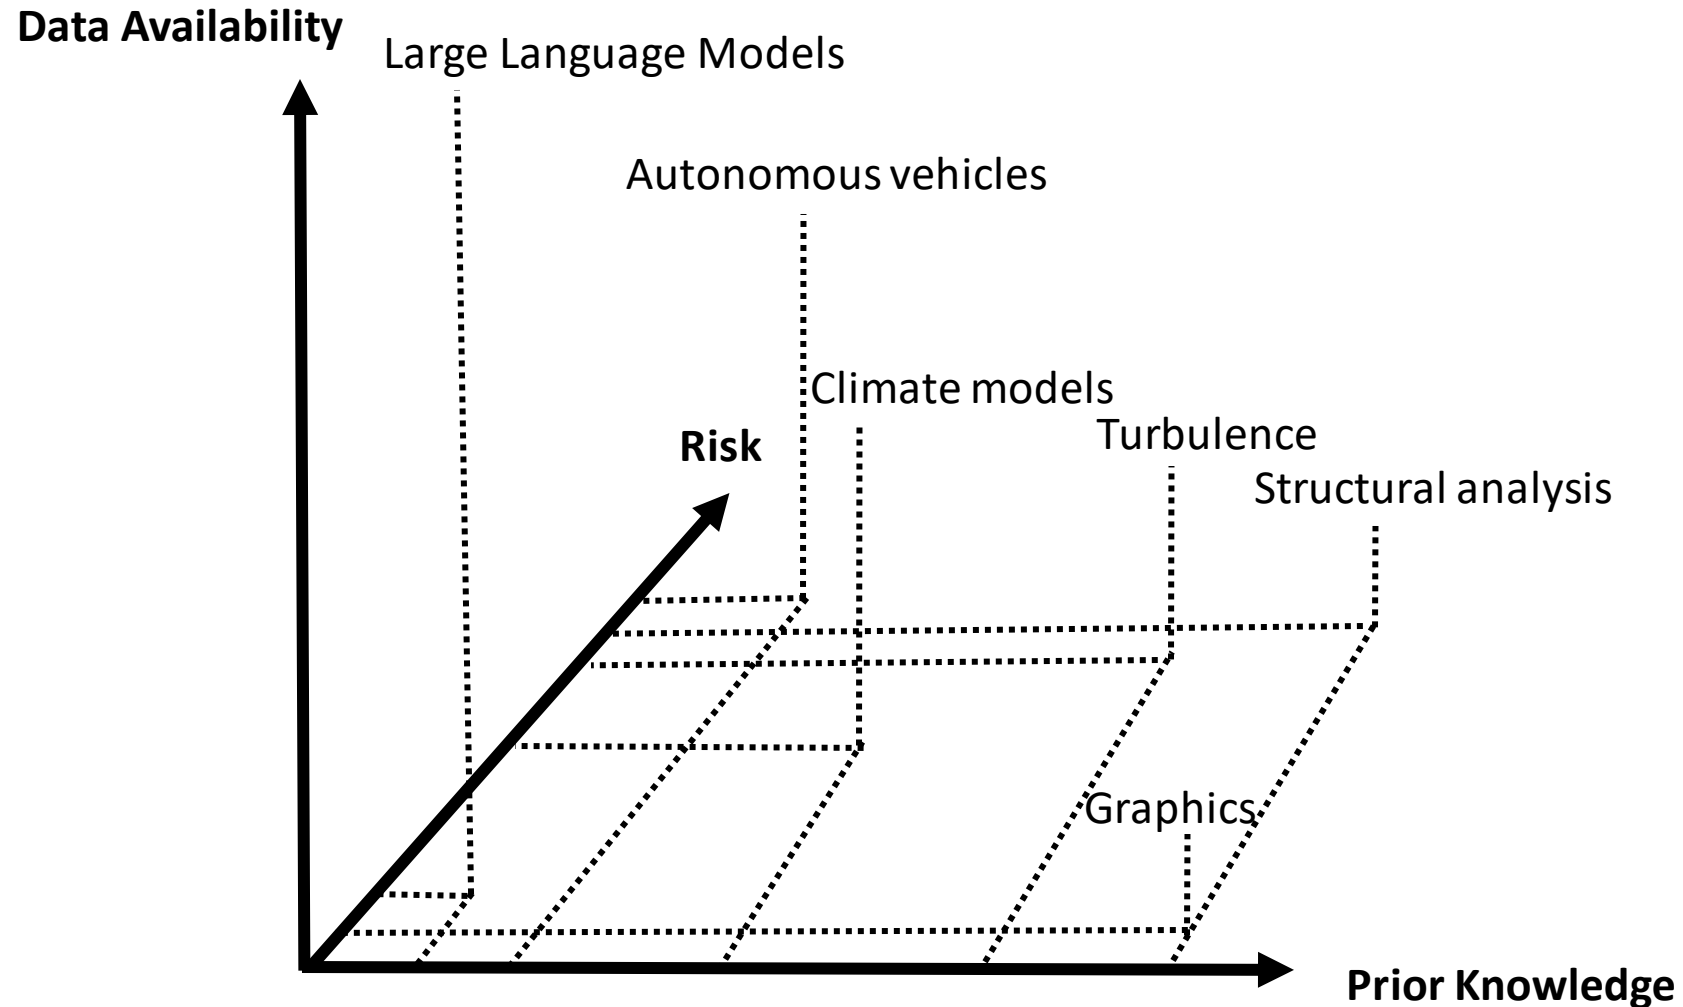 Data Availability
Large Language Models
Autonomous vehicles
Climate models
Turbulence
Risk
Structural analysis
Graphics
Prior Knowledge